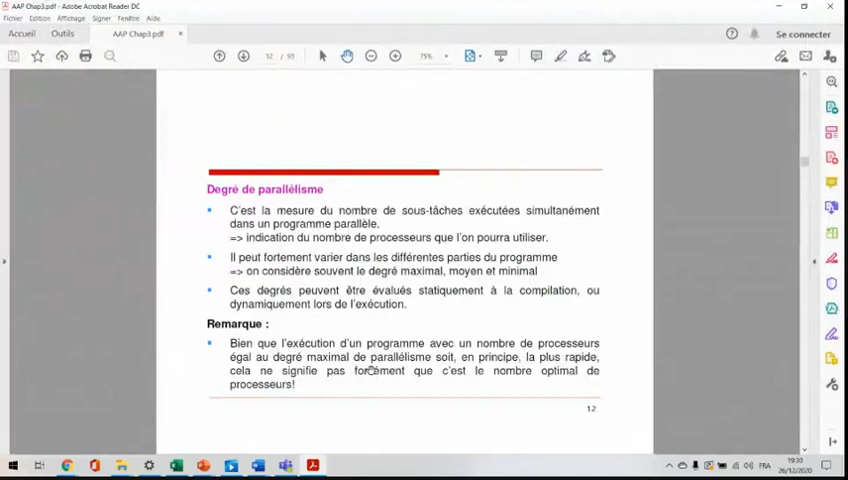 AAP Chap3.pdf - Adobe Acrobat Reader DC
Fichier Edition Affichage Signer Fenêtre Aide
Accueil Outils AAP Chap3.pdf × Se connecter
12 / 75%
Degré de parallélisme
C'est la mesure du nombre de sous-tâches exécutées simultanément
dans un programme parallèle.
=> indication du nombre de processeurs que l'on pourra utiliser.
Il peut fortement varier dans les différentes parties du programme
=> on considère souvent le degré maximal, moyen et minimal
Ces degrés peuvent être évalués statiquement à la compilation, ou
dynamiquement lors de l'exécution.
Remarque :
Bien que l'exécution d'un programme avec un nombre de processeurs
égal au degré maximal de parallélisme soit, en principe, la plus rapide,
cela ne signifie pas forcément que c'est le nombre optimal de
processeurs!
12
FRA
19:30
26/12/2020